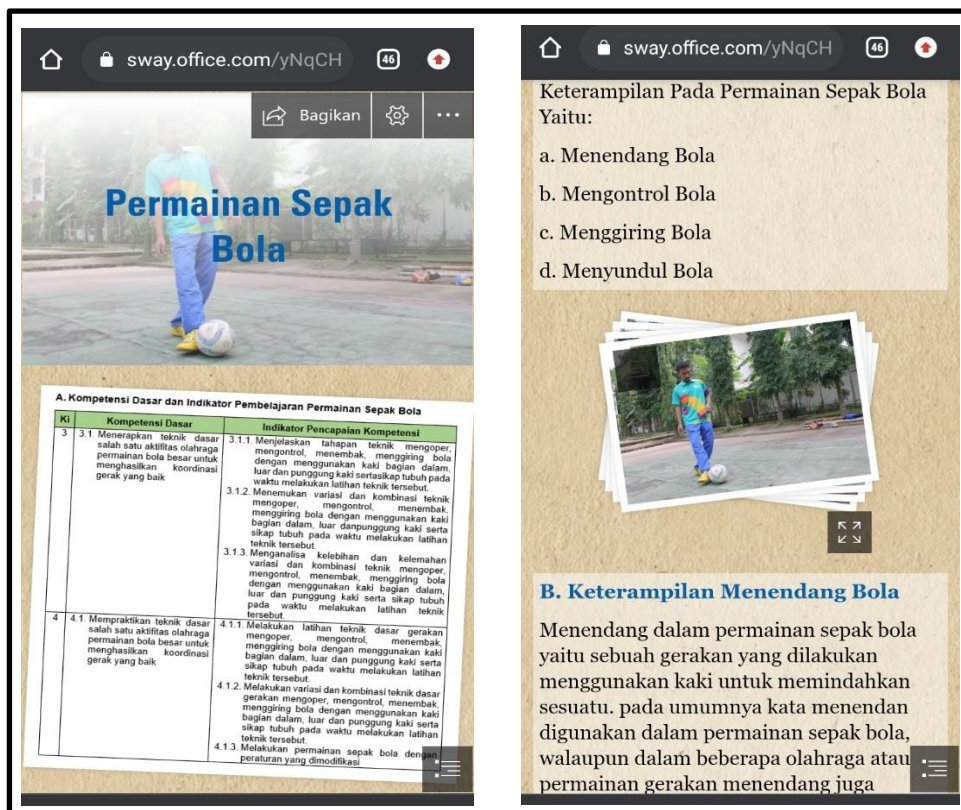 sway.office.com/yNqCH
46
Bagikan
Permainan Sepak
Bola
A. Kompetensi Dasar dan Indikator Pembelajaran Permainan Sepak Bola
Ki Kompetensi Dasar Indikator Pencapaian Kompetensi
3 3.1. Menerapkan teknik dasar
salah satu aktifitas olahraga
permainan bola besar untuk
menghasilkan koordinasi
gerak yang baik
3.1.1. Menjelaskan tahapan teknik mengoper,
mengontrol, menembak, menggiring bola
dengan menggunakan kaki bagian dalam,
luar dan punggung kaki sertasikap tubuh pada
waktu melakukan latihan teknik tersebut.
3.1.2. Menemukan variasi dan kombinasi teknik
mengoper, mengontrol, menembak,
menggiring bola dengan menggunakan kaki
bagian dalam, luar danpunggung kaki serta
sikap tubuh pada waktu melakukan latihan
teknik tersebut.
3.1.3. Menganalisa kelebihan dan kelemahan
variasi dan kombinasi teknik mengoper,
mengontrol, menembak, menggiring bola
dengan menggunakan kaki bagian dalam,
luar dan punggung kaki serta sikap tubuh
pada waktu melakukan latihan teknik
tersebut.
4 4.1. Mempraktikan teknik dasar
salah satu aktifitas olahraga
permainan bola besar untuk
menghasilkan koordinasi
gerak yang baik
4.1.1. Melakukan latihan teknik dasar gerakan
mengoper, mengontrol, menembak,
menggiring bola dengan menggunakan kaki
bagian dalam, luar dan punggung kaki serta
sikap tubuh pada waktu melakukan latihan
teknik tersebut.
4.1.2. Melakukan variasi dan kombinasi teknik dasar
gerakan mengoper, mengontrol, menembak,
menggiring bola dengan menggunakan kaki
bagian dalam, luar dan punggung kaki serta
sikap tubuh pada waktu melakukan latihan
teknik tersebut.
4.1.3. Melakukan permainan sepak bola dengan
peraturan yang dimodifikasi
sway.office.com/yNqCH
46
Keterampilan Pada Permainan Sepak Bola
Yaitu:
a. Menendang Bola
b. Mengontrol Bola
c. Menggiring Bola
d. Menyundul Bola
B. Keterampilan Menendang Bola
Menendang dalam permainan sepak bola
yaitu sebuah gerakan yang dilakukan
menggunakan kaki untuk memindahkan
sesuatu. pada umumnya kata menendan
digunakan dalam permainan sepak bola,
walaupun dalam beberapa olahraga atau
permainan gerakan menendang juga